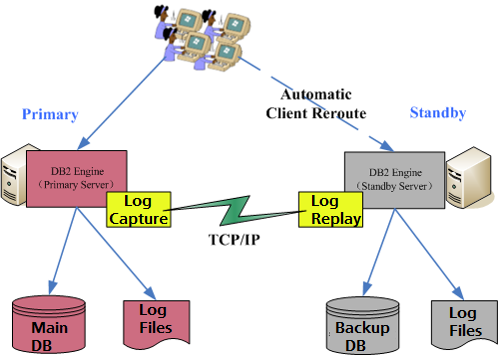 Automatic
Client Reroute
Primary
Standby
DB2 Engine
（Primary Server）
DB2 Engine
（Standby Server）
Log
Capture
Log
Replay
TCP/IP
Main
DB
Log
Files
Backup
DB
Log
Files